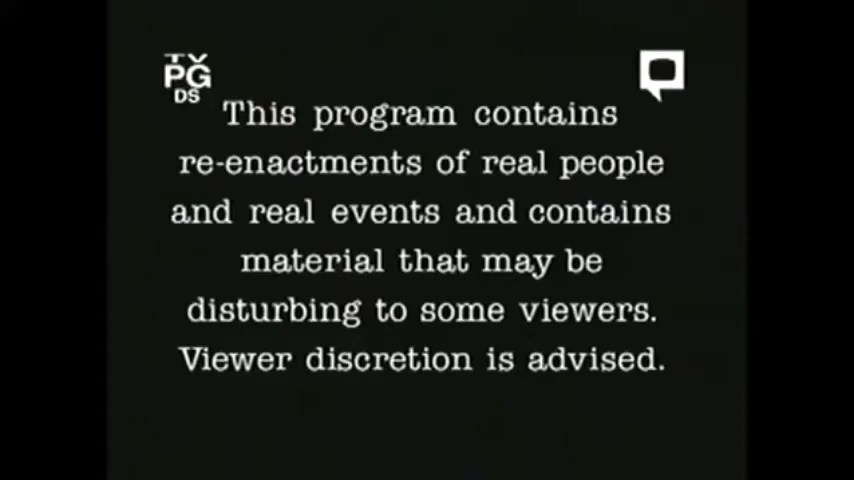 TV
PG
DS
This program contains
re-enactments of real people
and real events and contains
material that may be
disturbing to some viewers.
Viewer discretion is advised.